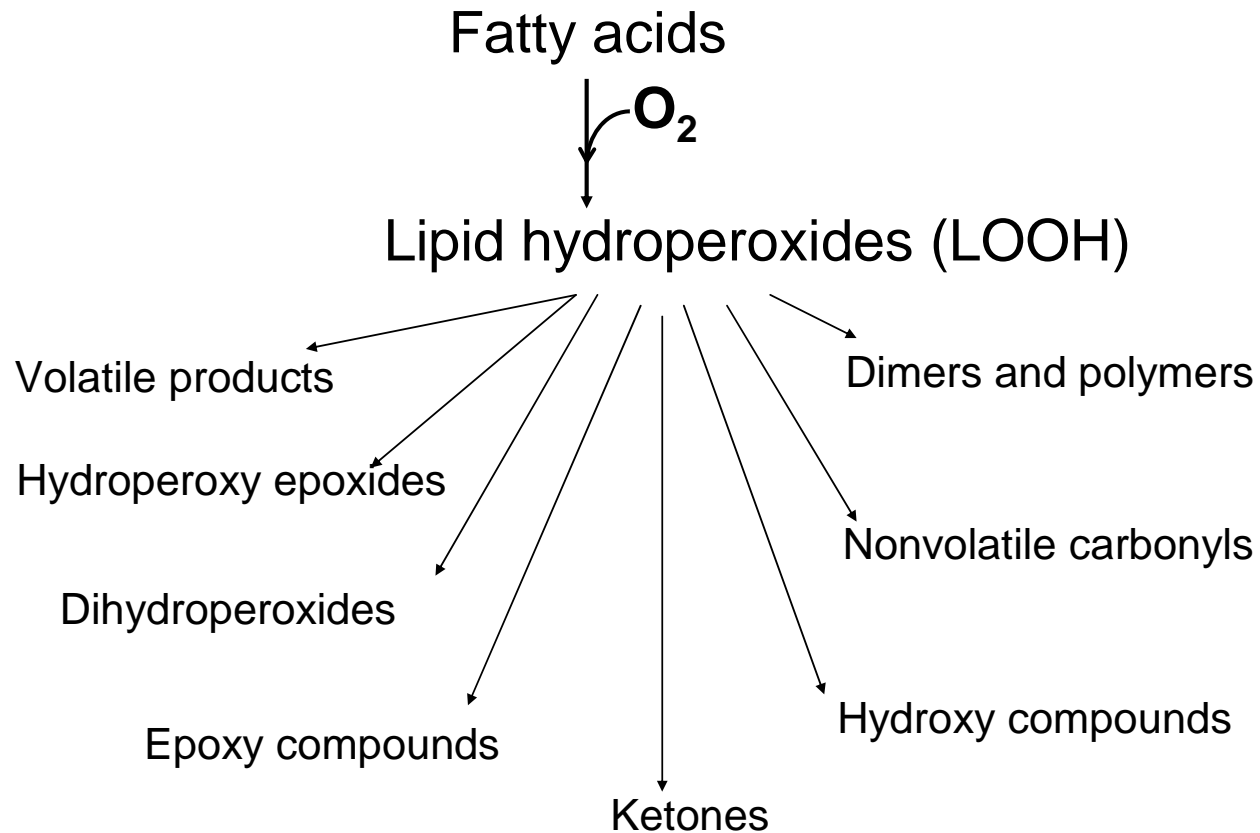 Fatty acids
O2
Lipid hydroperoxides (LOOH)
Volatile products
Dimers and polymers
Hydroperoxy epoxides
Nonvolatile carbonyls
Dihydroperoxides
Hydroxy compounds
Epoxy compounds
Ketones